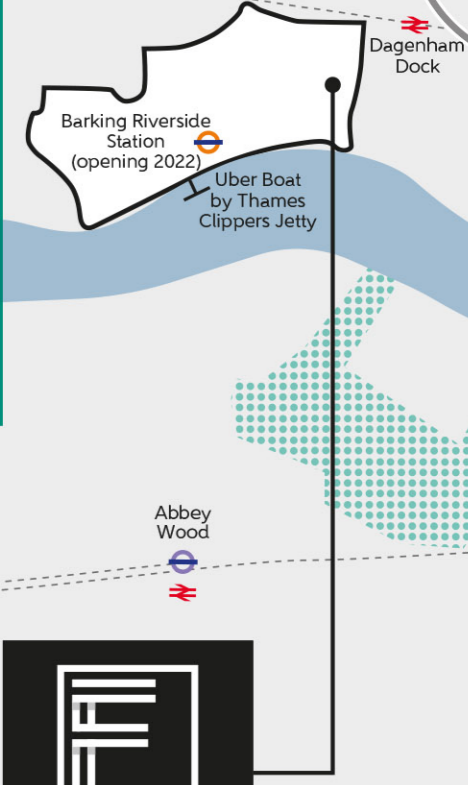 Dagenham
Dock
Barking Riverside
Station
(opening 2022)
Uber Boat
by Thames
Clippers Jetty
Abbey
Wood